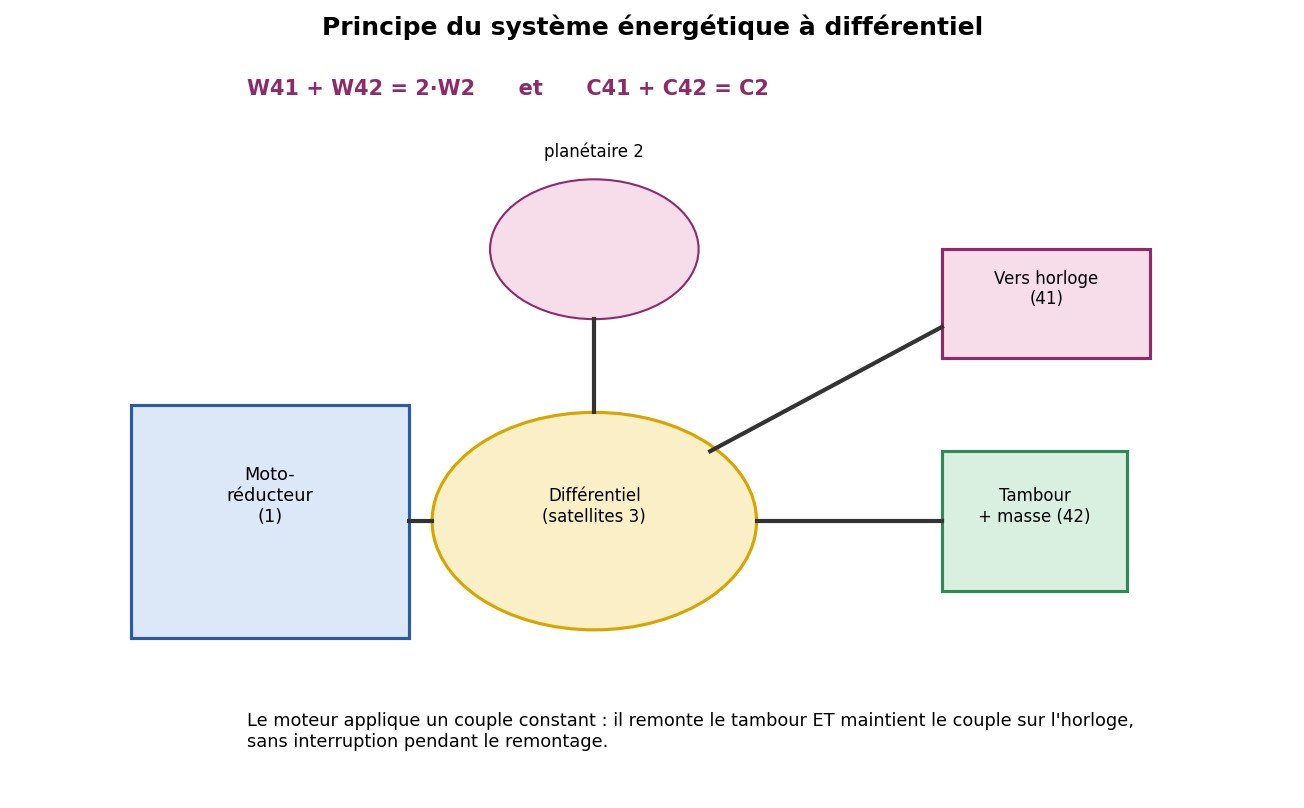 Principe du système énergétique à différentiel
W41 + W42 = 2·W2 et C41 + C42 = C2
planétaire 2
Vers horloge
(41)
Moto-
réducteur
(1)
Différentiel
(satellites 3)
Tambour
+ masse (42)
Le moteur applique un couple constant : il remonte le tambour ET maintient le couple sur l'horloge,
sans interruption pendant le remontage.